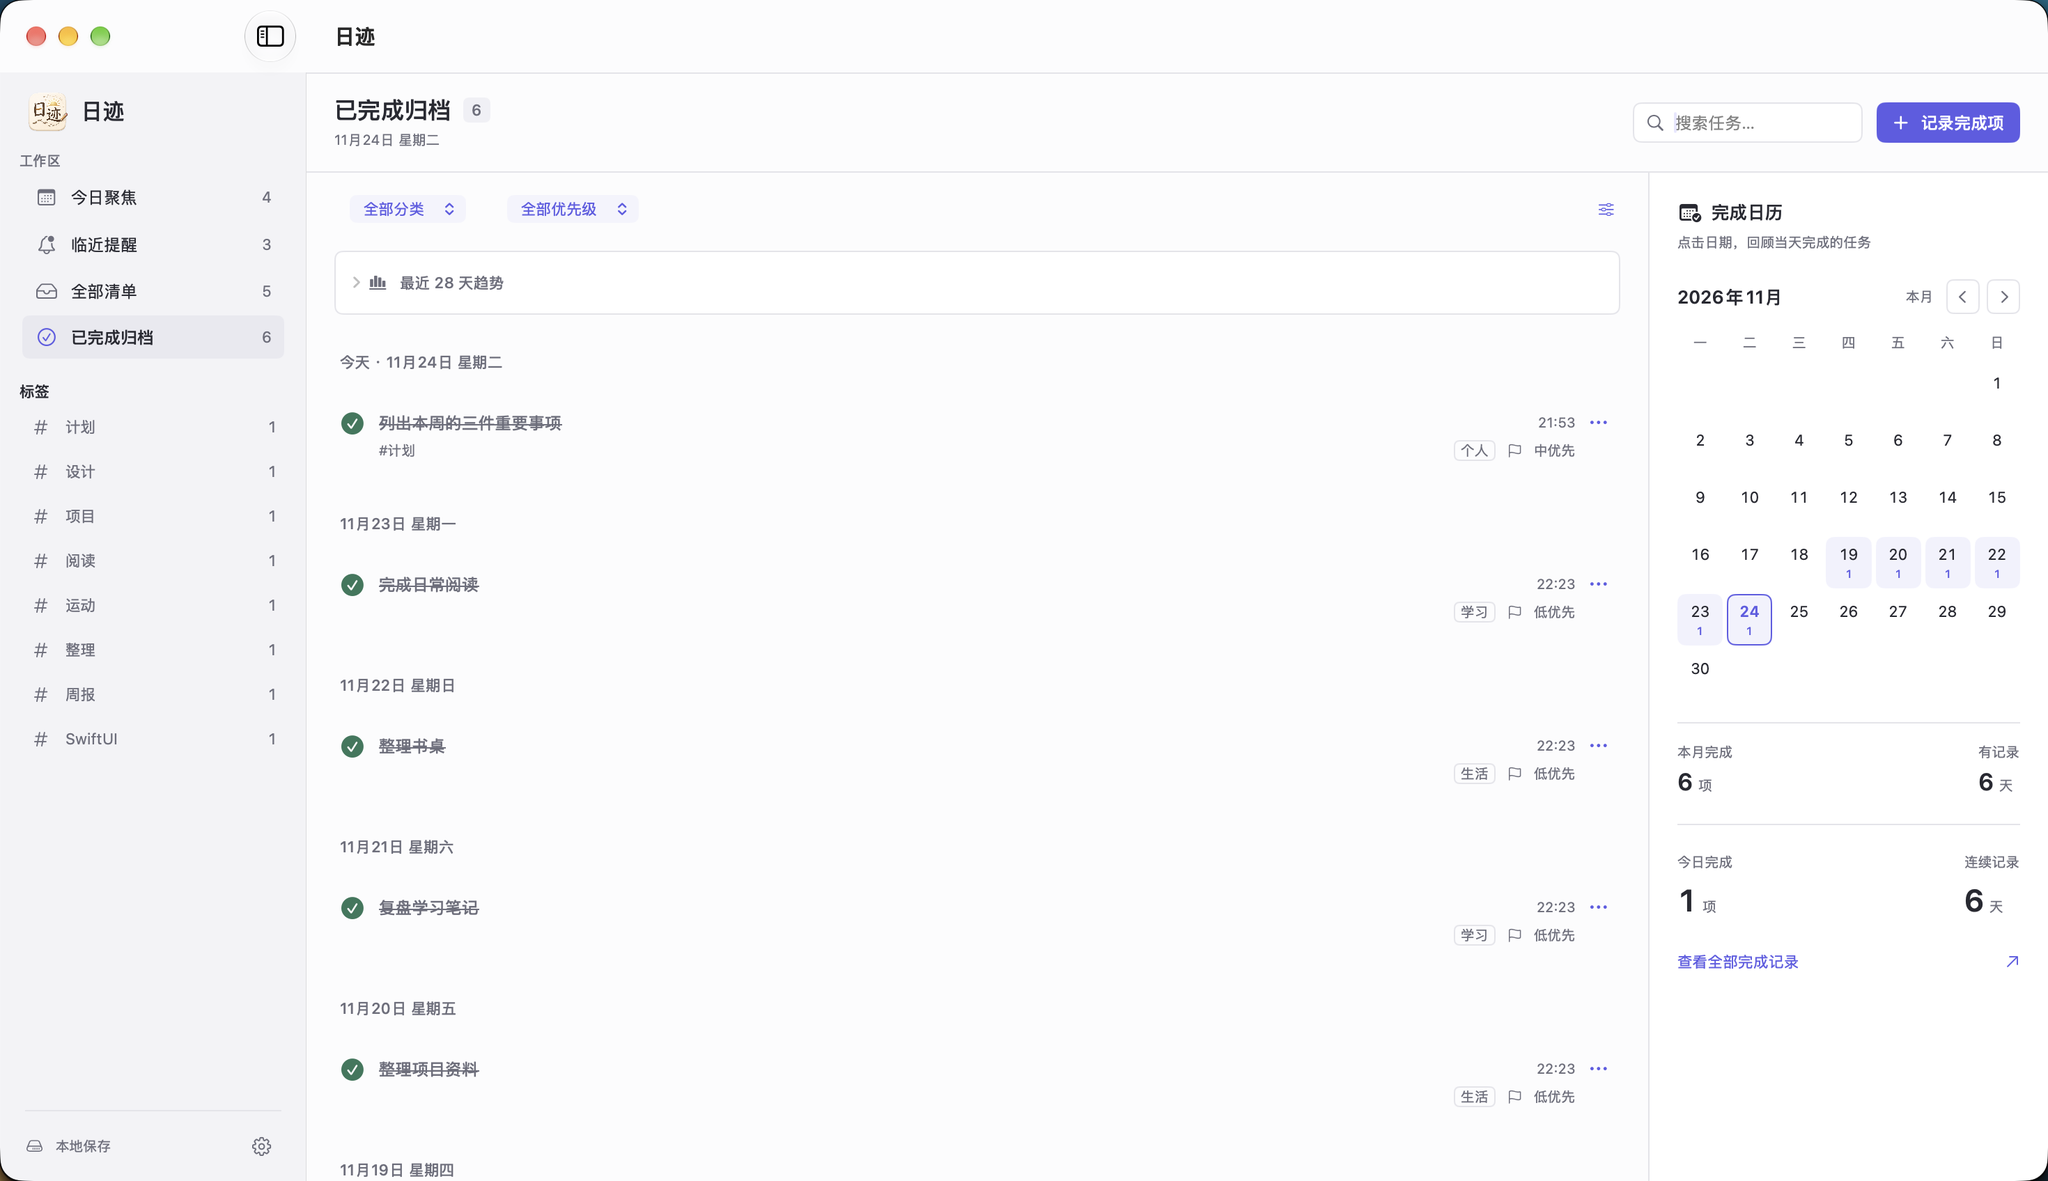 日迹
日迹 日迹
工作区
今日聚焦 4
临近提醒 3
全部清单 5
已完成归档 6
标签
# 计划 1
# 设计 1
# 项目 1
# 阅读 1
# 运动 1
# 整理 1
# 周报 1
# SwiftUI 1
本地保存
已完成归档 6
11月24日 星期二
搜索任务...
+ 记录完成项
全部分类
全部优先级
最近 28 天趋势
今天 · 11月24日 星期二
列出本周的三件重要事项 21:53
#计划 个人 中优先
11月23日 星期一
完成日常阅读 22:23
学习 低优先
11月22日 星期日
整理书桌 22:23
生活 低优先
11月21日 星期六
复盘学习笔记 22:23
学习 低优先
11月20日 星期五
整理项目资料 22:23
生活 低优先
11月19日 星期四
完成日历
点击日期，回顾当天完成的任务
2026年11月 本月
一 二 三 四 五 六 日
1
2 3 4 5 6 7 8
9 10 11 12 13 14 15
16 17 18 19 20 21 22
1 1 1 1
23 24 25 26 27 28 29
1 1
30
本月完成 有记录
6 项 6 天
今日完成 连续记录
1 项 6 天
查看全部完成记录